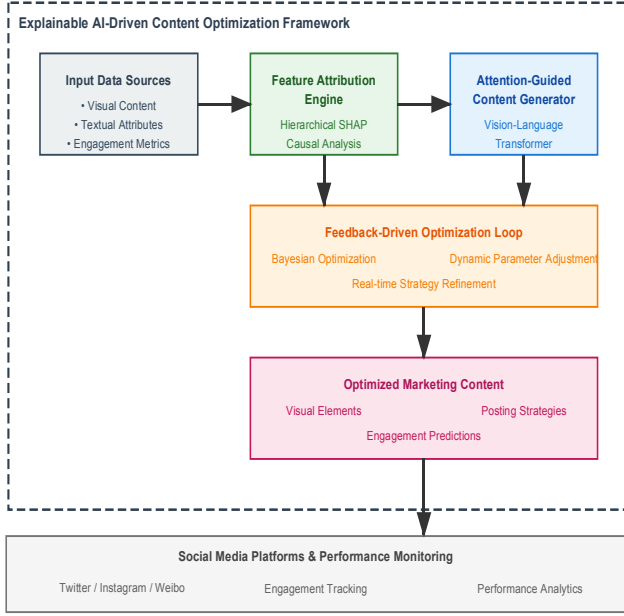 Explainable AI-Driven Content Optimization Framework
Input Data Sources
• Visual Content
• Textual Attributes
• Engagement Metrics
Feature Attribution
Engine
Hierarchical SHAP
Causal Analysis
Attention-Guided
Content Generator
Vision-Language
Transformer
Feedback-Driven Optimization Loop
Bayesian Optimization
Dynamic Parameter Adjustment
Real-time Strategy Refinement
Optimized Marketing Content
Visual Elements
Posting Strategies
Engagement Predictions
Social Media Platforms & Performance Monitoring
Twitter / Instagram / Weibo
Engagement Tracking
Performance Analytics